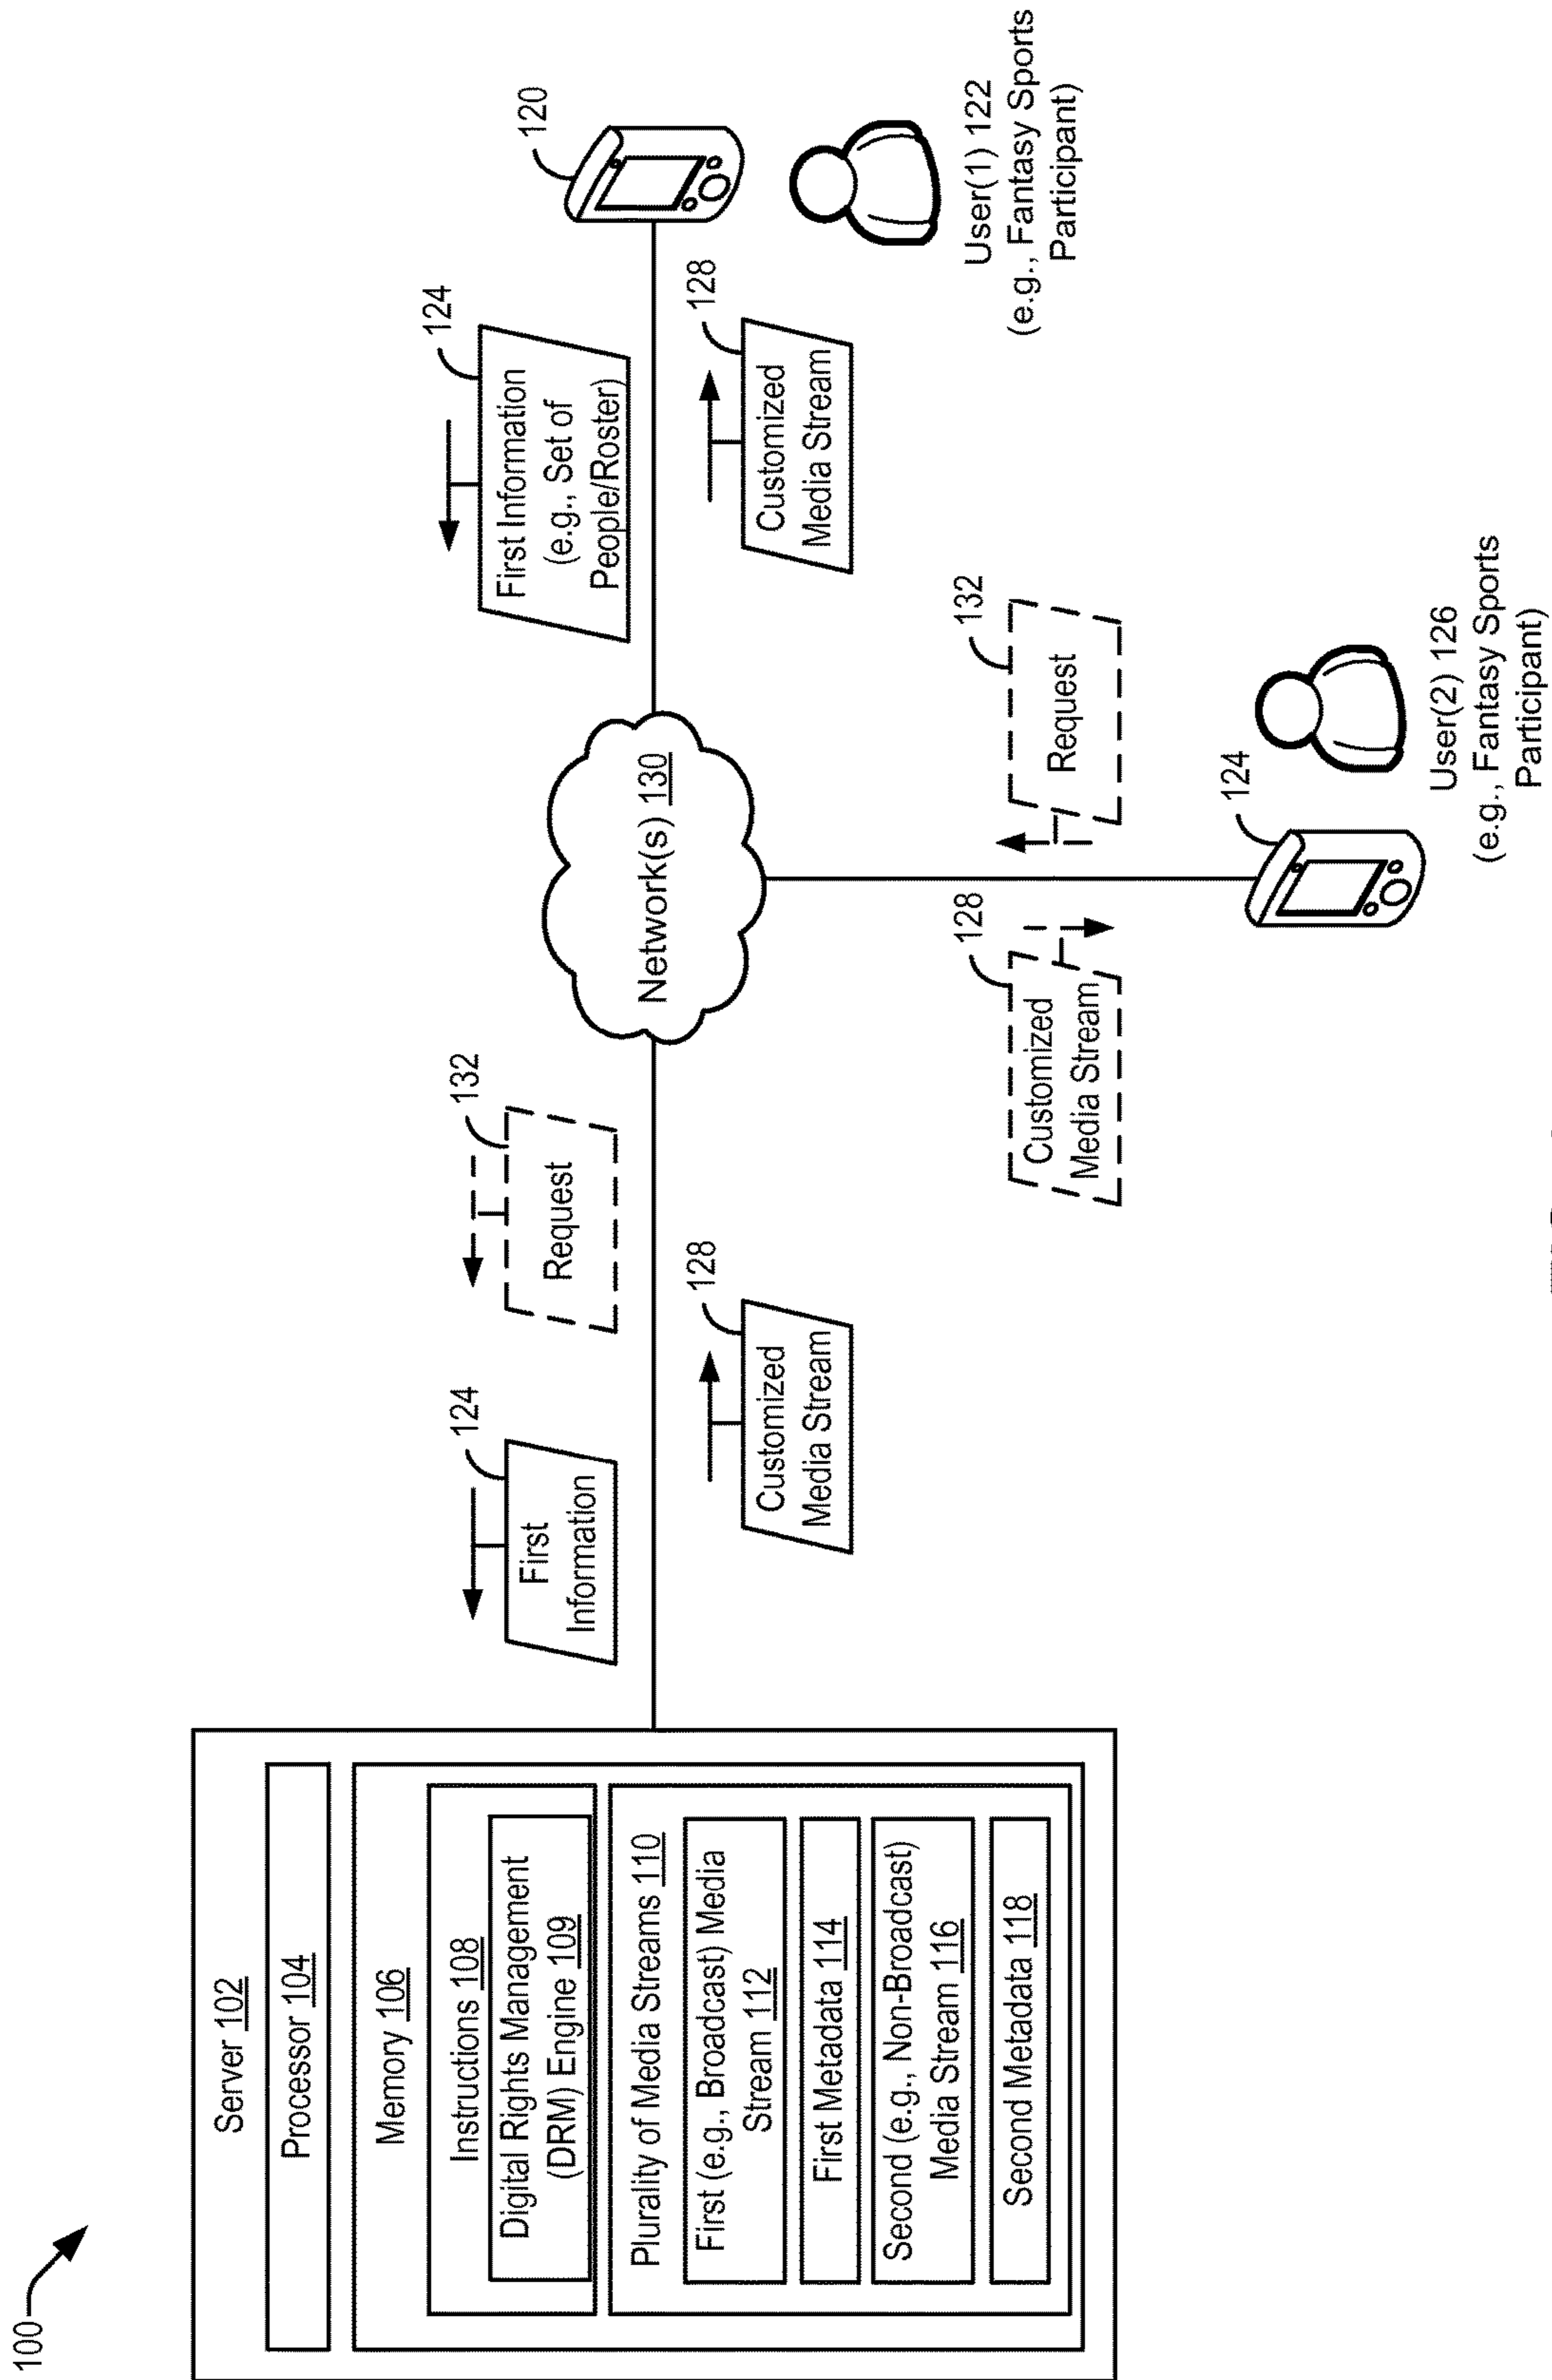 100
Server 102
Processor 104
Memory 106
Instructions 108
Digital Rights Management
(DRM) Engine 109
Plurality of Media Streams 110
First (e.g., Broadcast) Media
Stream 112
First Metadata 114
Second (e.g., Non-Broadcast)
Media Stream 116
Second Metadata 118
124
First
Information
132
Request
128
Customized
Media Stream
Network(s) 130
124
First Information
(e.g., Set of
People/Roster)
128
Customized
Media Stream
120
User(1) 122
(e.g., Fantasy Sports
Participant)
128
Customized
Media Stream
132
Request
124
User(2) 126
(e.g., Fantasy Sports
Participant)